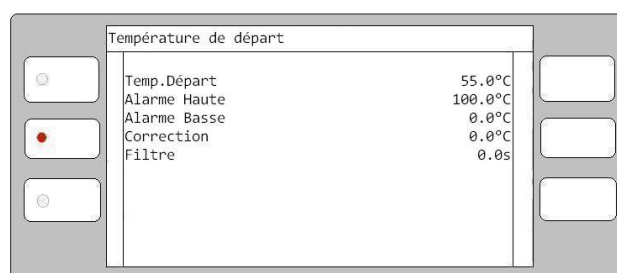 Température de départ
Temp.Départ 55.0°C
Alarme Haute 100.0°C
Alarme Basse 0.0°C
Correction 0.0°C
Filtre 0.0s